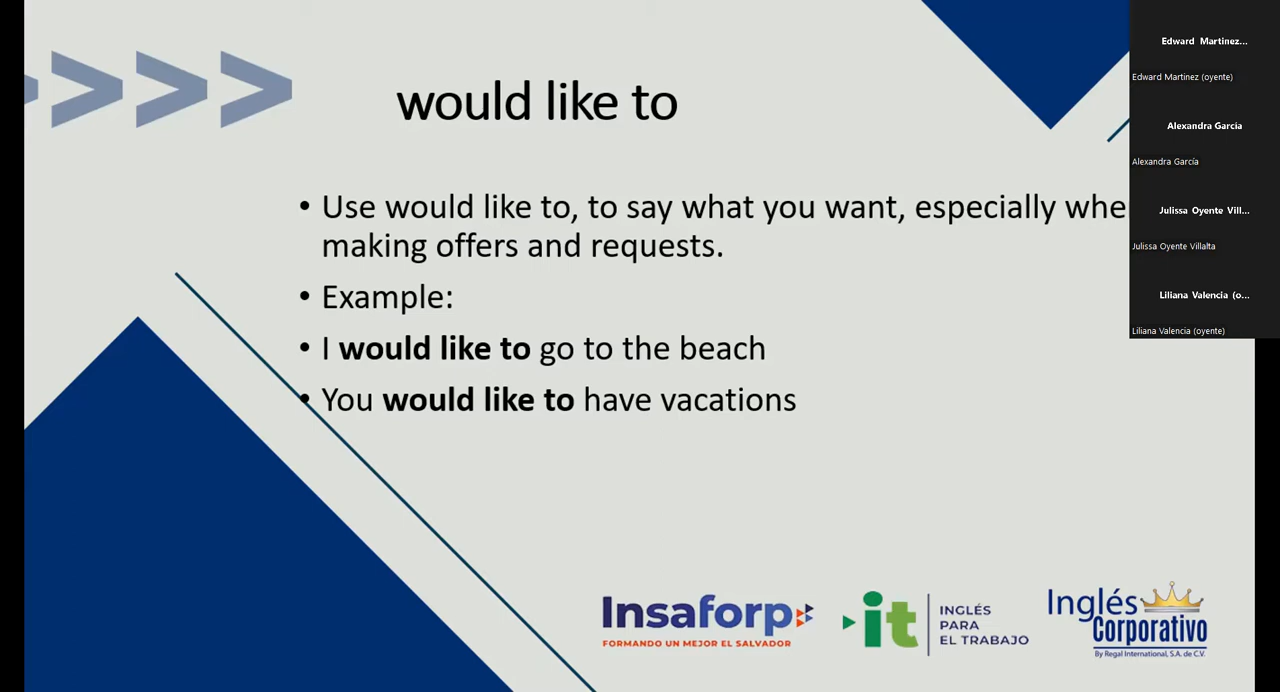 would like to
• Use would like to, to say what you want, especially whe
making offers and requests.
• Example:
• I would like to go to the beach
• You would like to have vacations
Insaforp
FORMANDO UN MEJOR EL SALVADOR
it
INGLÉS
PARA
EL TRABAJO
Inglés
Corporativo
By Regal International, S.A. de C.V.
Edward Martinez...
Edward Martinez (oyente)
Alexandra García
Alexandra García
Julissa Oyente Vill...
Julissa Oyente Villalta
Liliana Valencia (o...
Liliana Valencia (oyente)